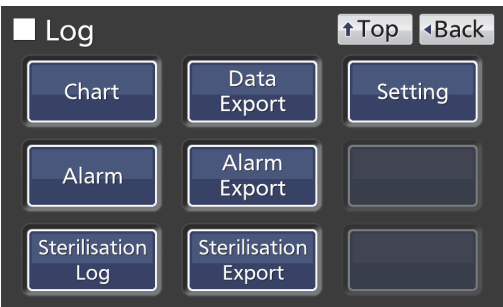 Log
Top
Back
Chart
Data
Export
Setting
Alarm
Alarm
Export
Sterilisation
Log
Sterilisation
Export